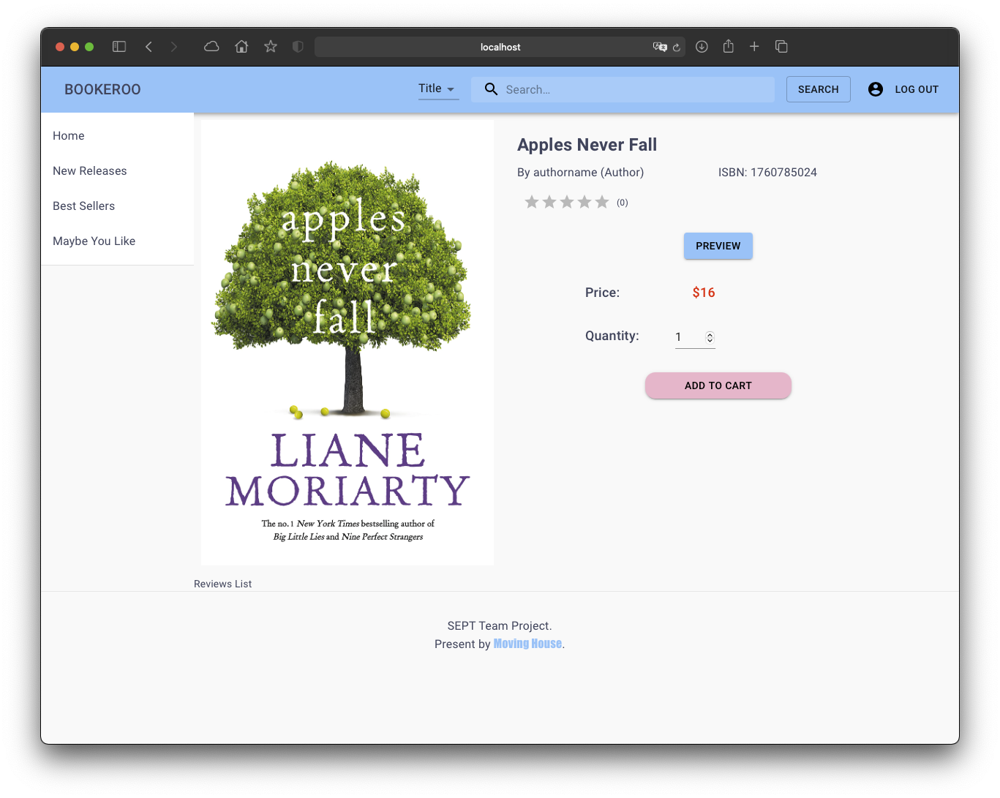 localhost
BOOKEROO
Title
Search...
SEARCH
LOG OUT
Home
New Releases
Best Sellers
Maybe You Like
apples
never
fall
LIANE
MORIARTY
The no. 1 New York Times bestselling author of
Big Little Lies and Nine Perfect Strangers
Apples Never Fall
By authorname (Author)
ISBN: 1760785024
(0)
PREVIEW
Price:
$16
Quantity:
1
ADD TO CART
Reviews List
SEPT Team Project.
Present by Moving House.